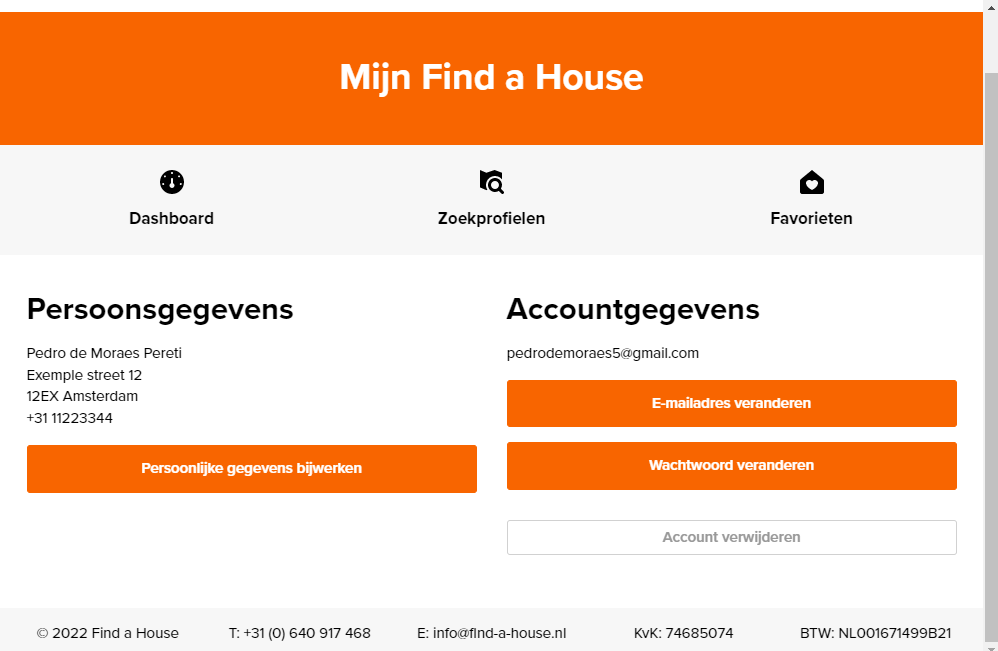 Mijn Find a House
Dashboard
Zoekprofielen
Favorieten
Persoonsgegevens
Pedro de Moraes Pereti
Exemple street 12
12EX Amsterdam
+31 11223344
Persoonlijke gegevens bijwerken
Accountgegevens
pedrodemoraes5@gmail.com
E-mailadres veranderen
Wachtwoord veranderen
Account verwijderen
© 2022 Find a House
T: +31 (0) 640 917 468
E: info@find-a-house.nl
KvK: 74685074
BTW: NL001671499B21